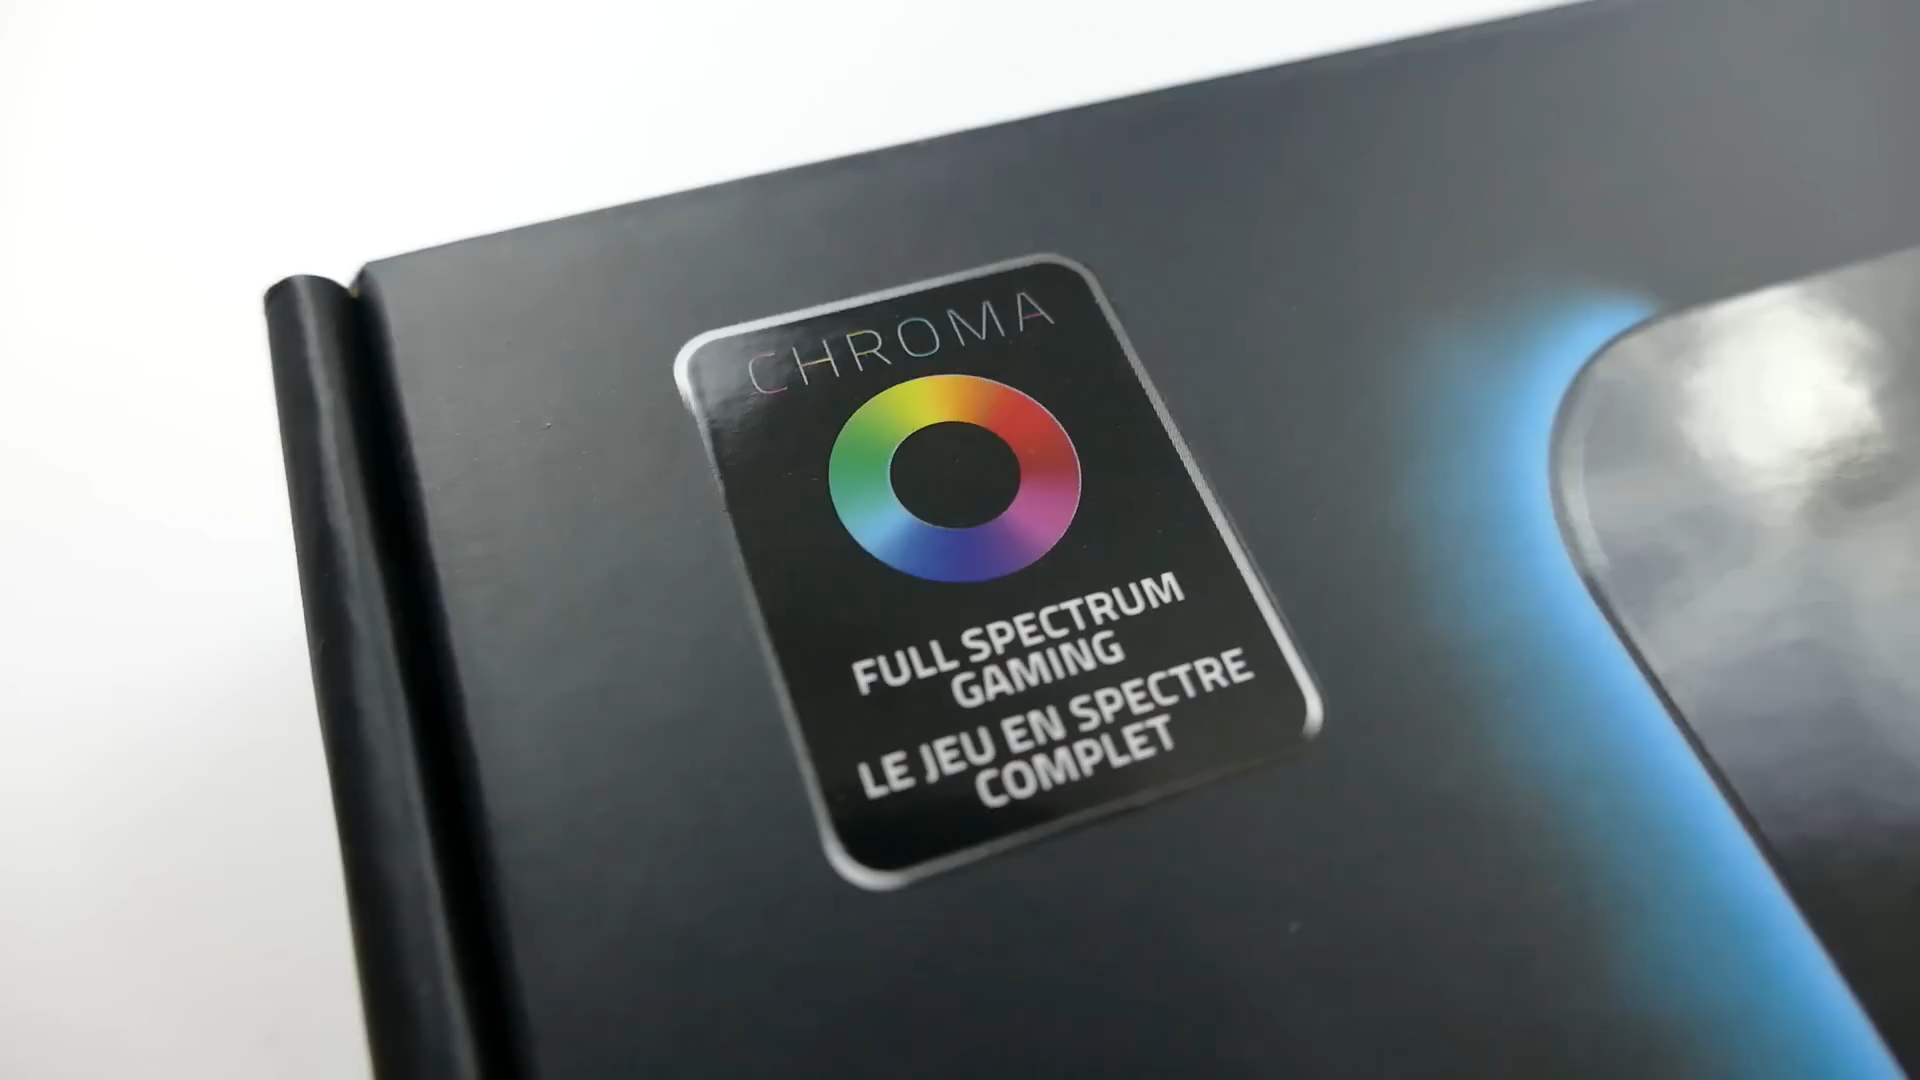 CHROMA
FULL SPECTRUM
GAMING
LE JEU EN SPECTRE
COMPLET